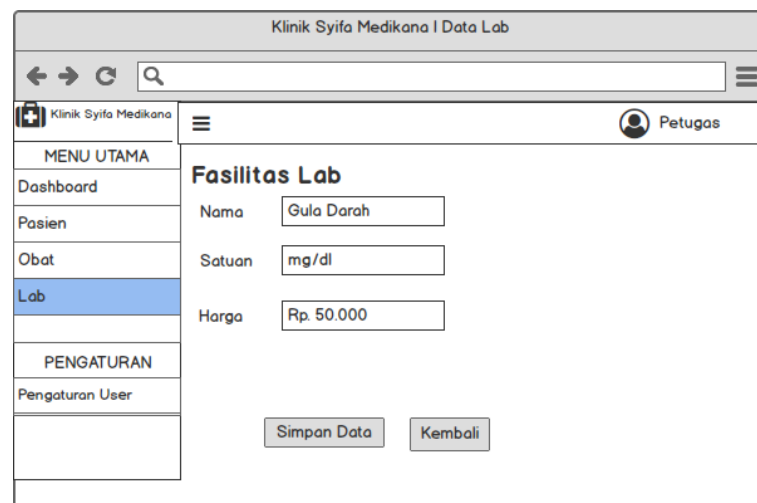 Klinik Syifa Medikana | Data Lab
Klinik Syifa Medikana
Petugas
MENU UTAMA
Dashboard
Pasien
Obat
Lab
PENGATURAN
Pengaturan User
Fasilitas Lab
Nama Gula Darah
Satuan mg/dl
Harga Rp. 50.000
Simpan Data Kembali